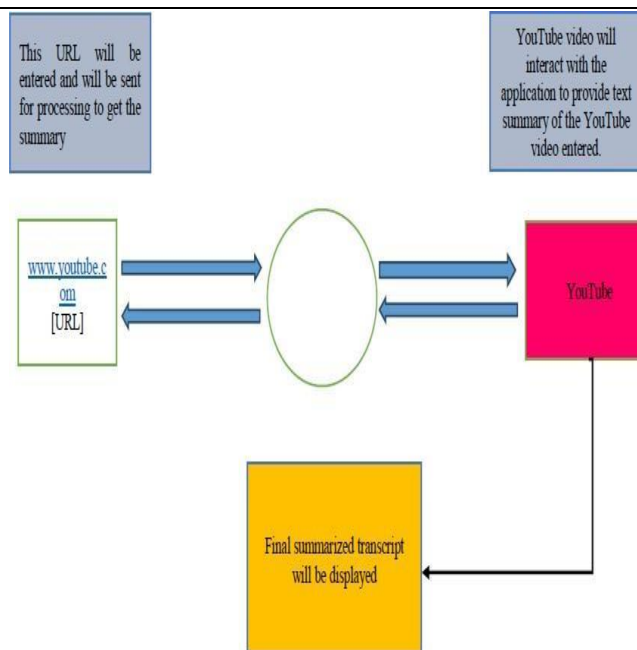 This URL will be
entered and will be sent
for processing to get the
summary
YouTube video will
interact with the
application to provide text
summary of the YouTube
video entered.
www.youtube.c
om
[URL]
YouTube
Final summarized transcript
will be displayed